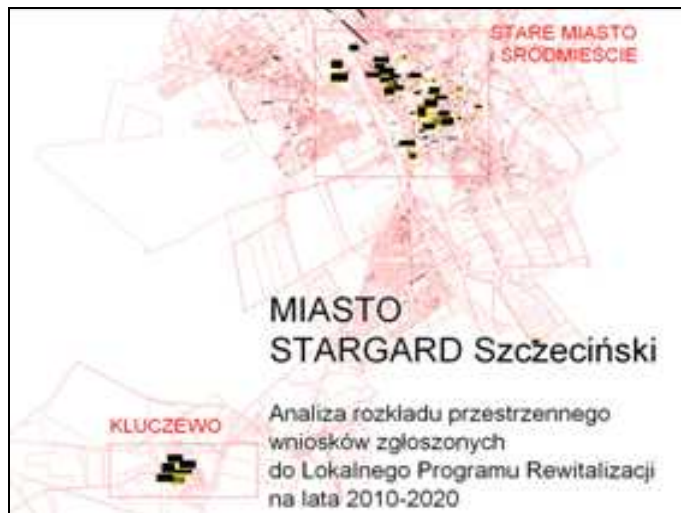 STARE MIASTO
ŚRÓDMIEŚCIE
MIASTO
STARGARD Szczeciński
KLUCZEWO
Analiza rozkładu przestrzennego
wniosków zgłoszonych
do Lokalnego Programu Rewitalizacji
na lata 2010-2020